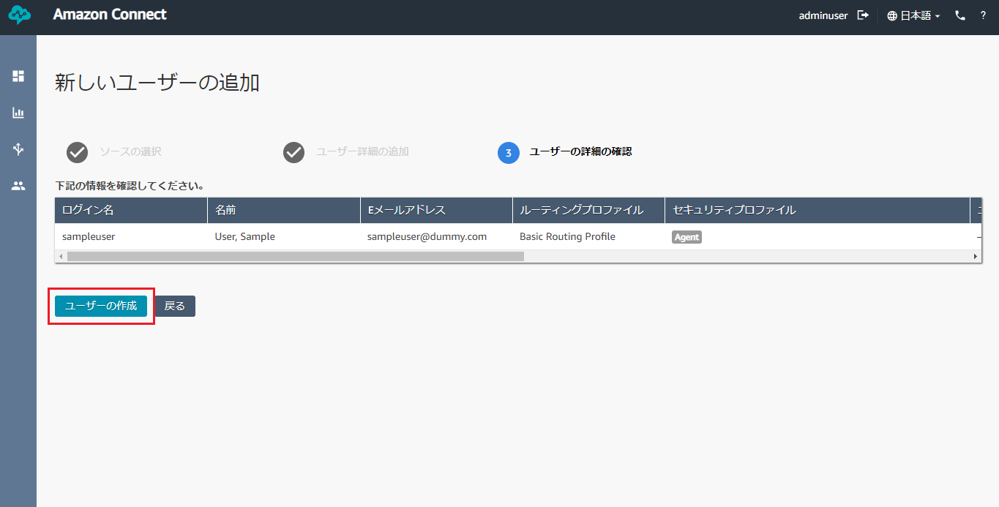 Amazon Connect
adminuser 日本語 ?
新しいユーザーの追加
ソースの選択 ユーザー詳細の追加 3 ユーザーの詳細の確認
下記の情報を確認してください。
ログイン名 名前 Eメールアドレス ルーティングプロファイル セキュリティプロファイル
sampleuser User, Sample sampleuser@dummy.com Basic Routing Profile Agent
ユーザーの作成 戻る